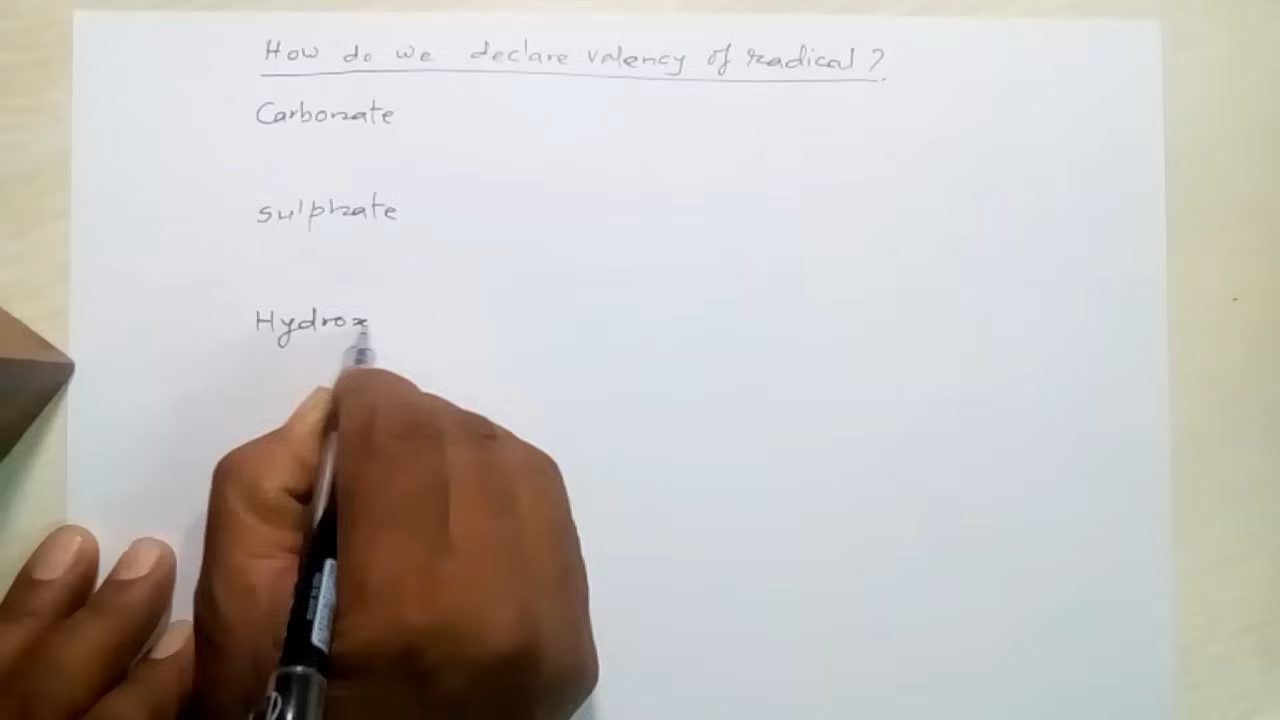 How do we declare valency of radical?
Carbonate
Sulphate
Hydrox